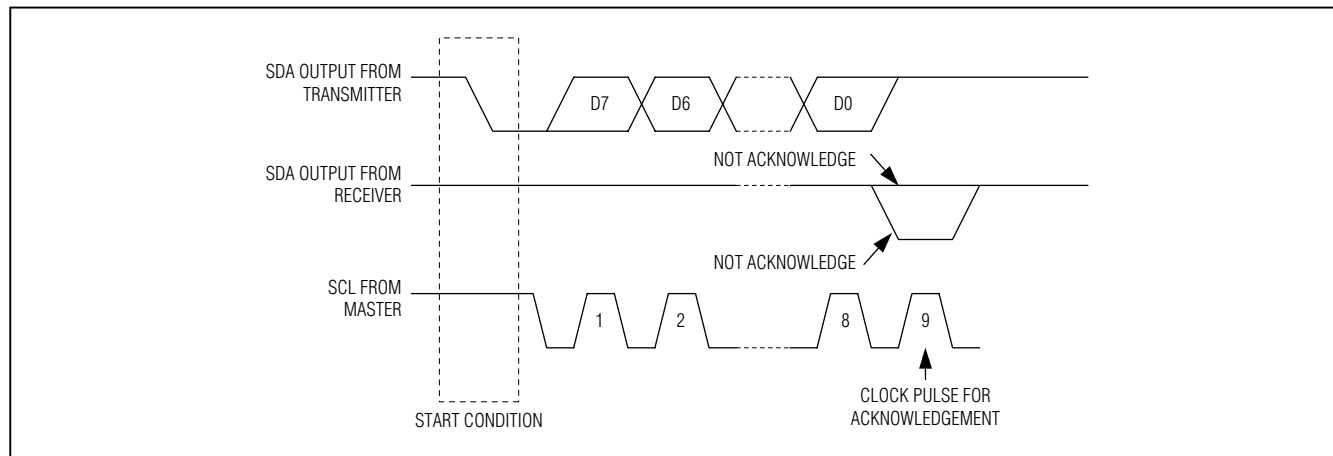 SDA OUTPUT FROM
TRANSMITTER
D7
D6
D0
NOT ACKNOWLEDGE
SDA OUTPUT FROM
RECEIVER
NOT ACKNOWLEDGE
SCL FROM
MASTER
1
2
8
9
START CONDITION
CLOCK PULSE FOR
ACKNOWLEDGEMENT